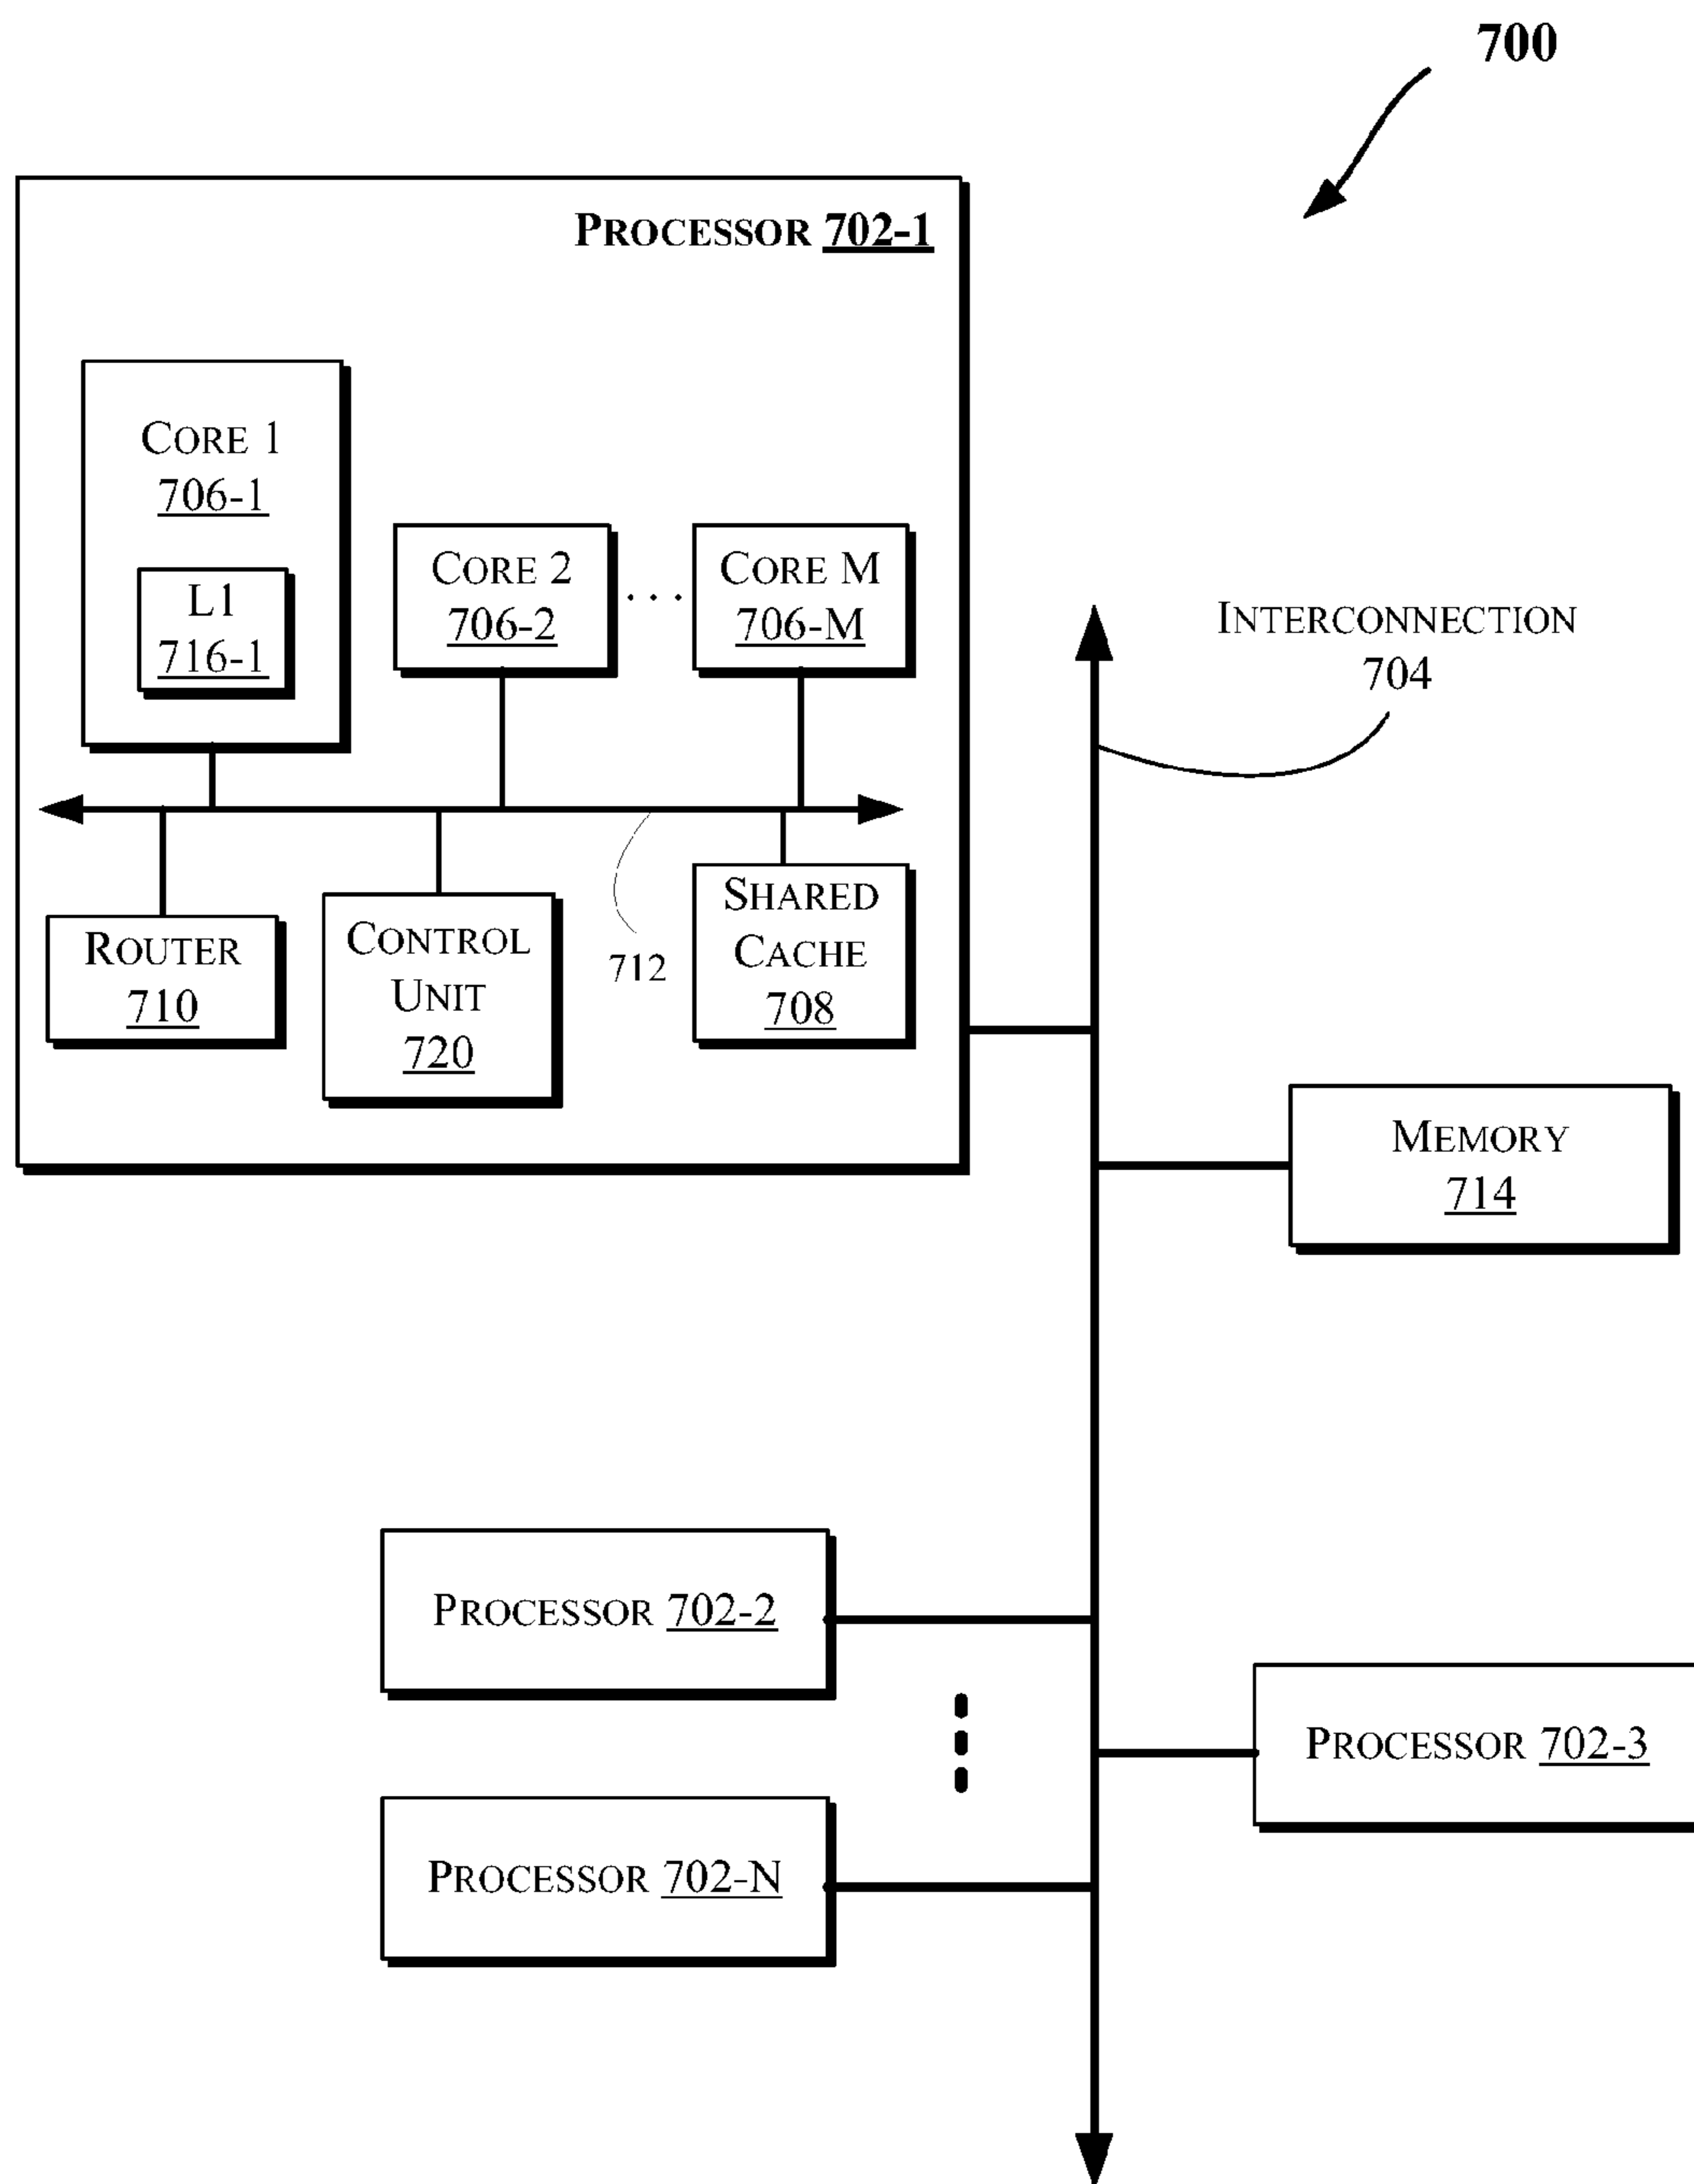 700
PROCESSOR 702-1
CORE 1
706-1
L1
716-1
CORE 2
706-2
. . .
CORE M
706-M
ROUTER
710
CONTROL
UNIT
720
712
SHARED
CACHE
708
INTERCONNECTION
704
MEMORY
714
PROCESSOR 702-2
PROCESSOR 702-3
PROCESSOR 702-N